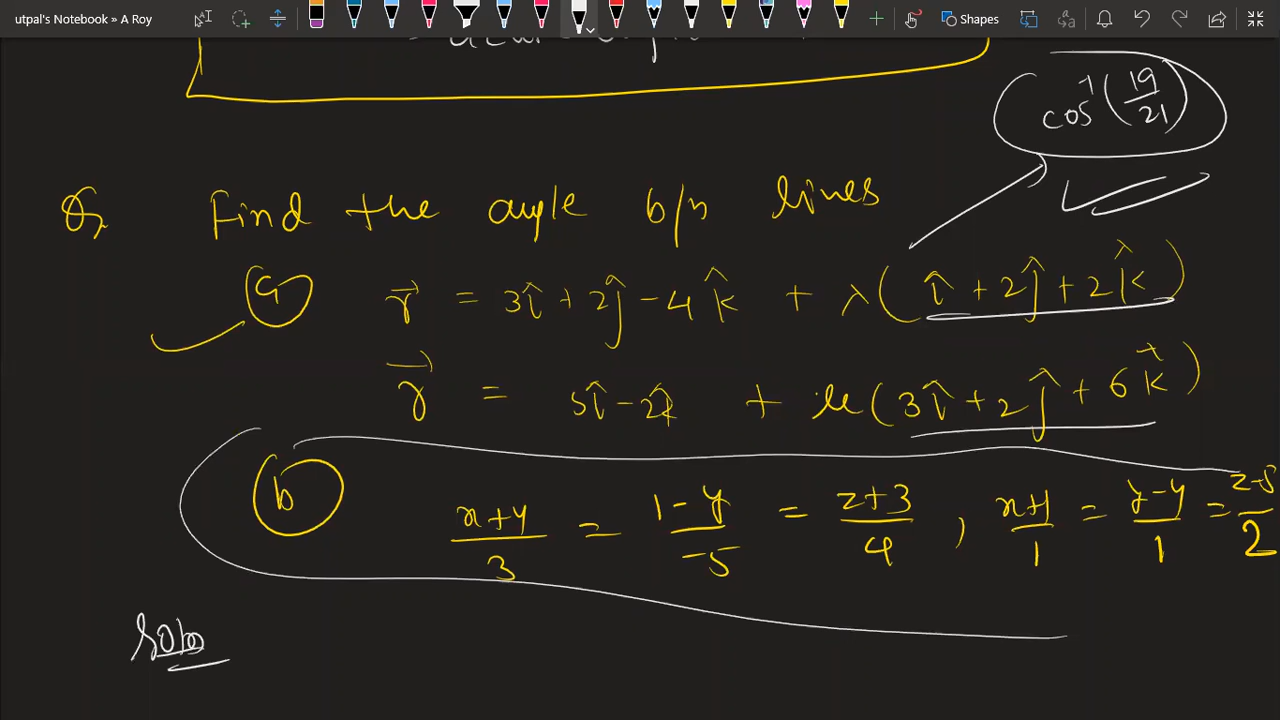 utpal's Notebook » A Roy
Shapes
cos⁻¹(19/21)
Q. Find the angle b/n lines
(a) r⃗ = 3î + 2ĵ - 4k̂ + λ(î + 2ĵ + 2k̂)
r⃗ = 5î - 2k̂ + μ(3î + 2ĵ + 6k̂)
(b) x+4/3 = 1-y/-5 = z+3/4 , x+1/1 = y-4/1 = z-5/2
Soln